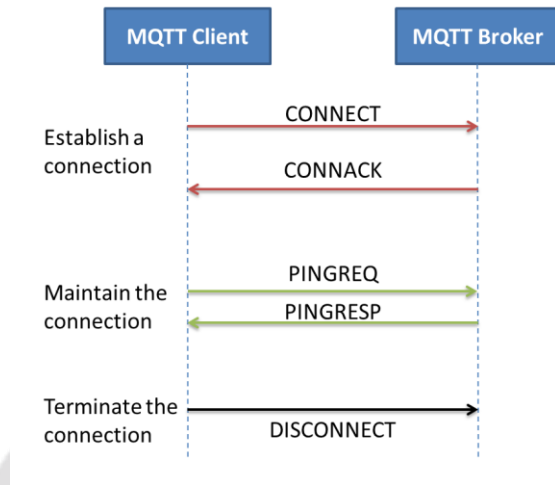 MQTT Client
MQTT Broker
Establish a
connection
CONNECT
CONNACK
Maintain the
connection
PINGREQ
PINGRESP
Terminate the
connection
DISCONNECT